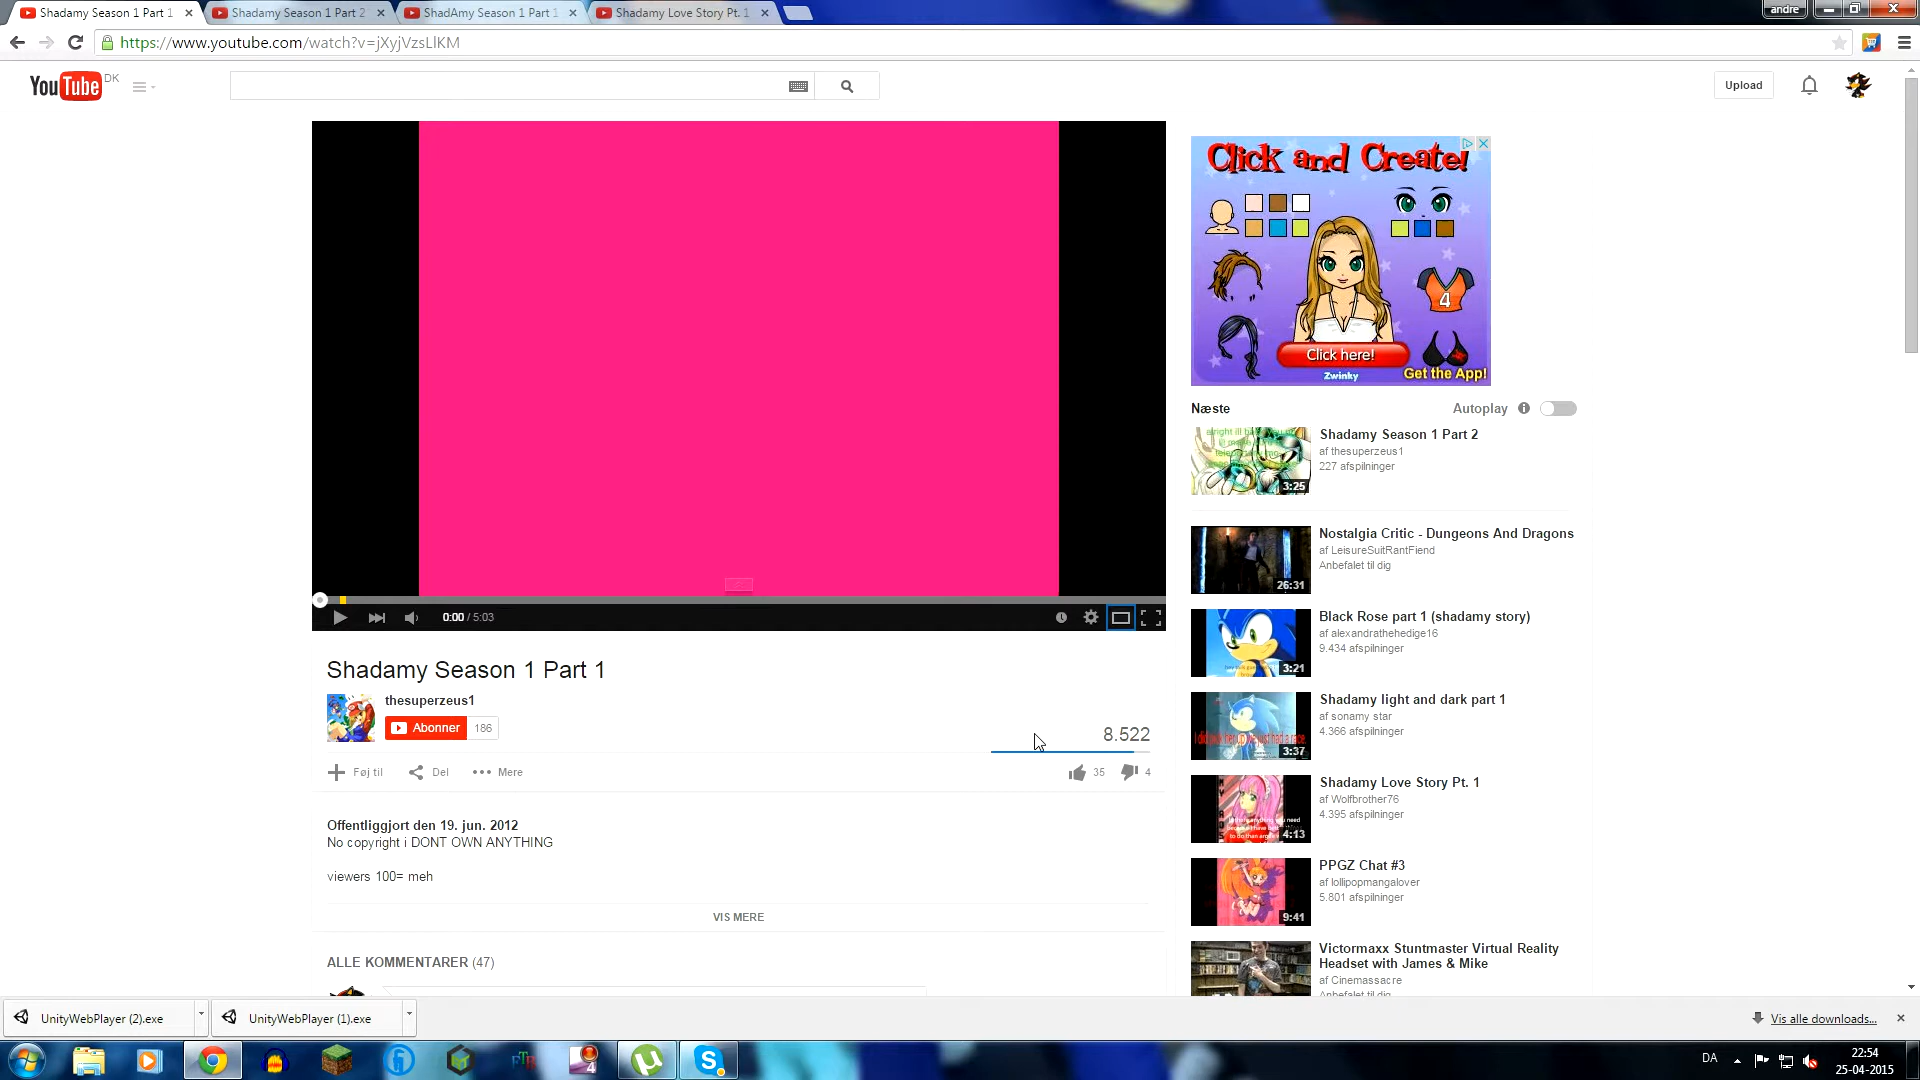 Shadamy Season 1 Part 1
Shadamy Season 1 Part 2
ShadAmy Season 1 Part 1
Shadamy Love Story Pt. 1
andre
https://www.youtube.com/watch?v=jXyjVzsLlKM
YouTube DK
Upload
Click and Create!
4
Click here!
Zwinky
Get the App!
0:00 / 5:03
Næste
Autoplay
Shadamy Season 1 Part 2
af thesuperzeus1
227 afspilninger
3:25
Nostalgia Critic - Dungeons And Dragons
af LeisureSuitRantFiend
Anbefalet til dig
26:31
Black Rose part 1 (shadamy story)
af alexandrathehedige16
9.434 afspilninger
3:21
Shadamy light and dark part 1
af sonamy star
4.366 afspilninger
3:37
Shadamy Love Story Pt. 1
af Wolfbrother76
4.395 afspilninger
4:13
PPGZ Chat #3
af lollipopmangalover
5.801 afspilninger
9:41
Victormaxx Stuntmaster Virtual Reality
Headset with James & Mike
af Cinemassacre
Anbefalet til dig
Shadamy Season 1 Part 1
thesuperzeus1
Abonner 186
8.522
Føj til
Del
Mere
35
4
Offentliggjort den 19. jun. 2012
No copyright i DONT OWN ANYTHING
viewers 100= meh
VIS MERE
ALLE KOMMENTARER (47)
UnityWebPlayer (2).exe
UnityWebPlayer (1).exe
Vis alle downloads...
DA
22:54
25-04-2015